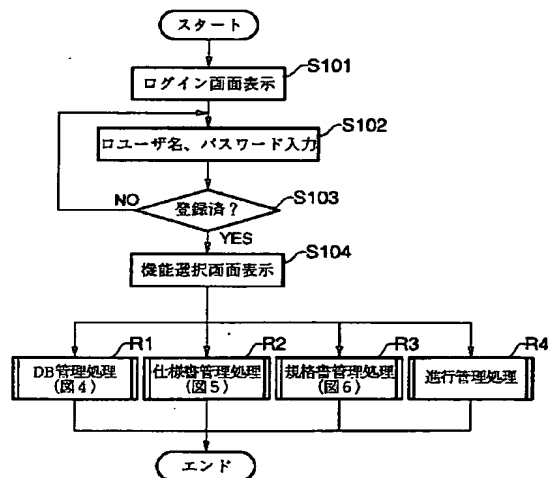 スタート
S101
ログイン画面表示
S102
ロユーザ名、パスワード入力
NO
S103
登録済?
YES
S104
機能選択画面表示
R1
R2
R3
R4
DB管理処理
(図4)
仕様書管理処理
(図5)
規格書管理処理
(図6)
進行管理処理
エンド